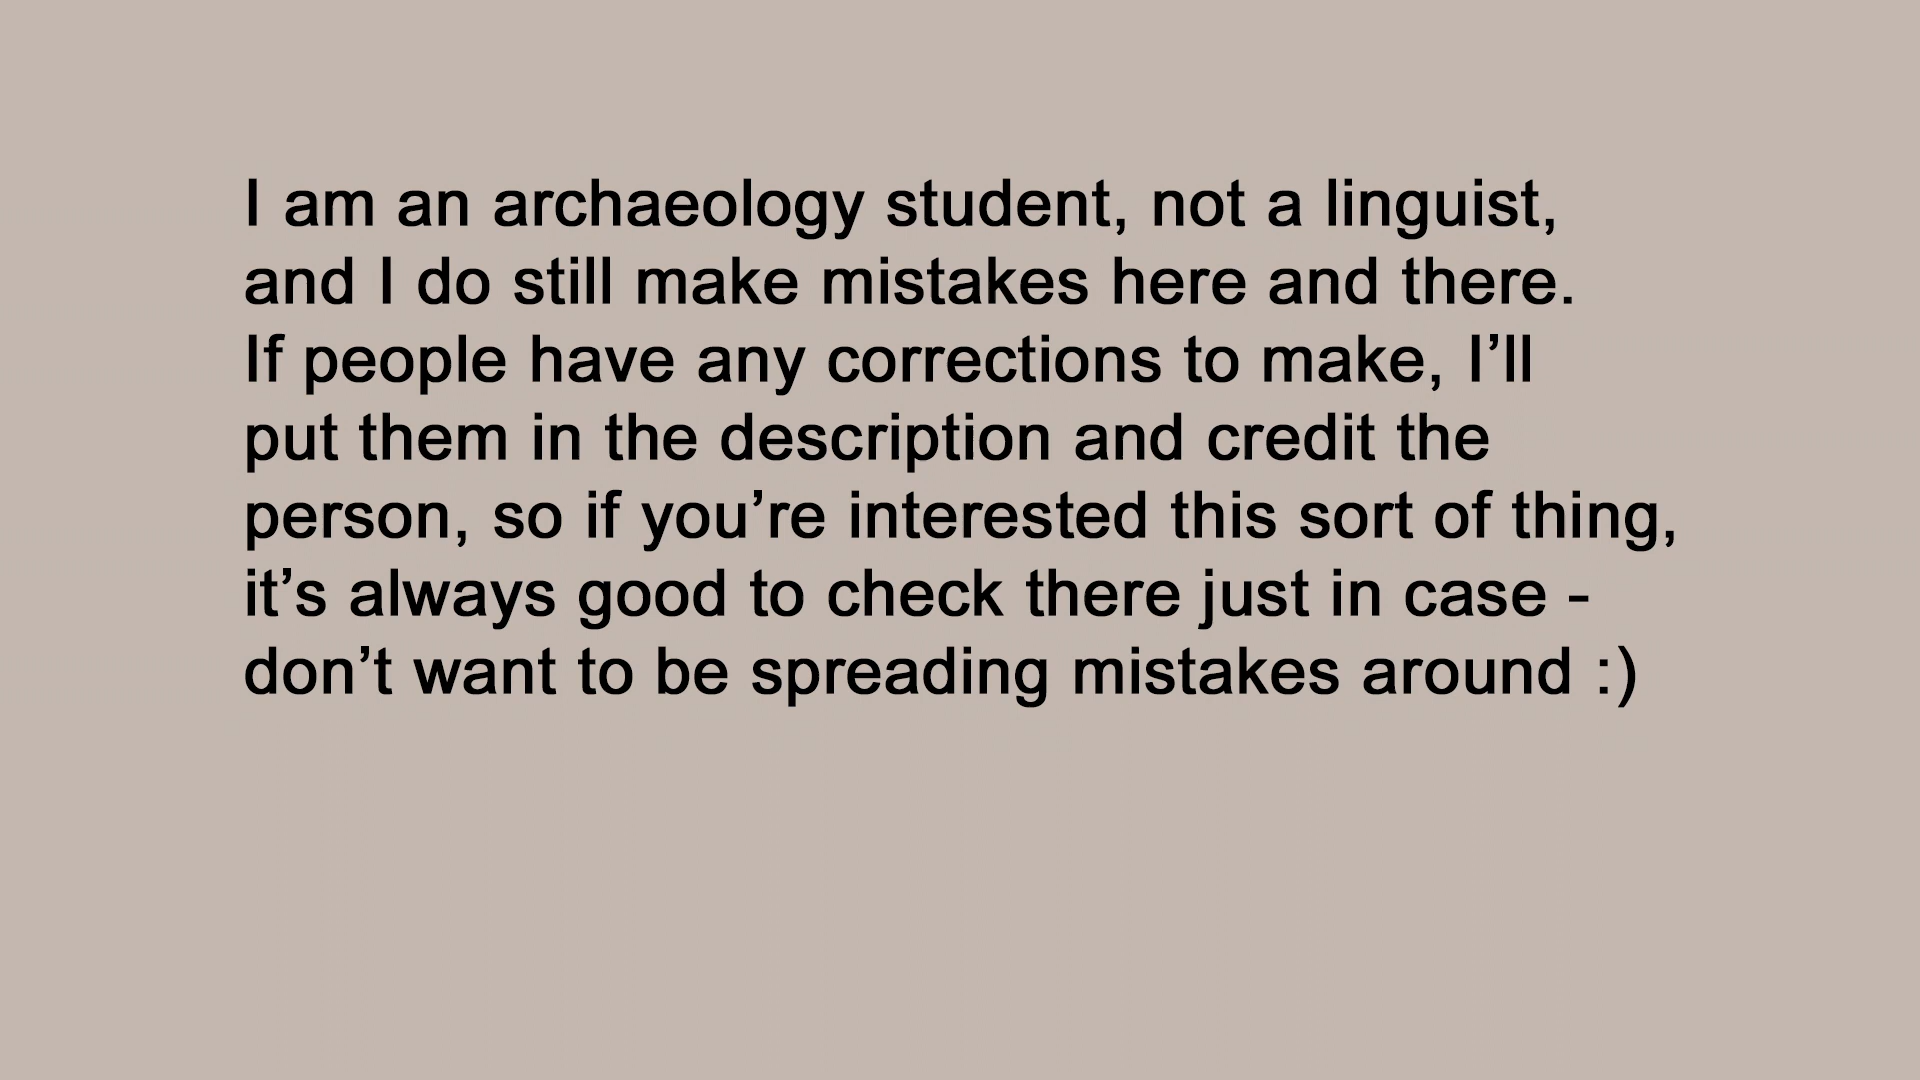 I am an archaeology student, not a linguist,
and I do still make mistakes here and there.
If people have any corrections to make, I’ll
put them in the description and credit the
person, so if you’re interested this sort of thing,
it’s always good to check there just in case -
don’t want to be spreading mistakes around :)